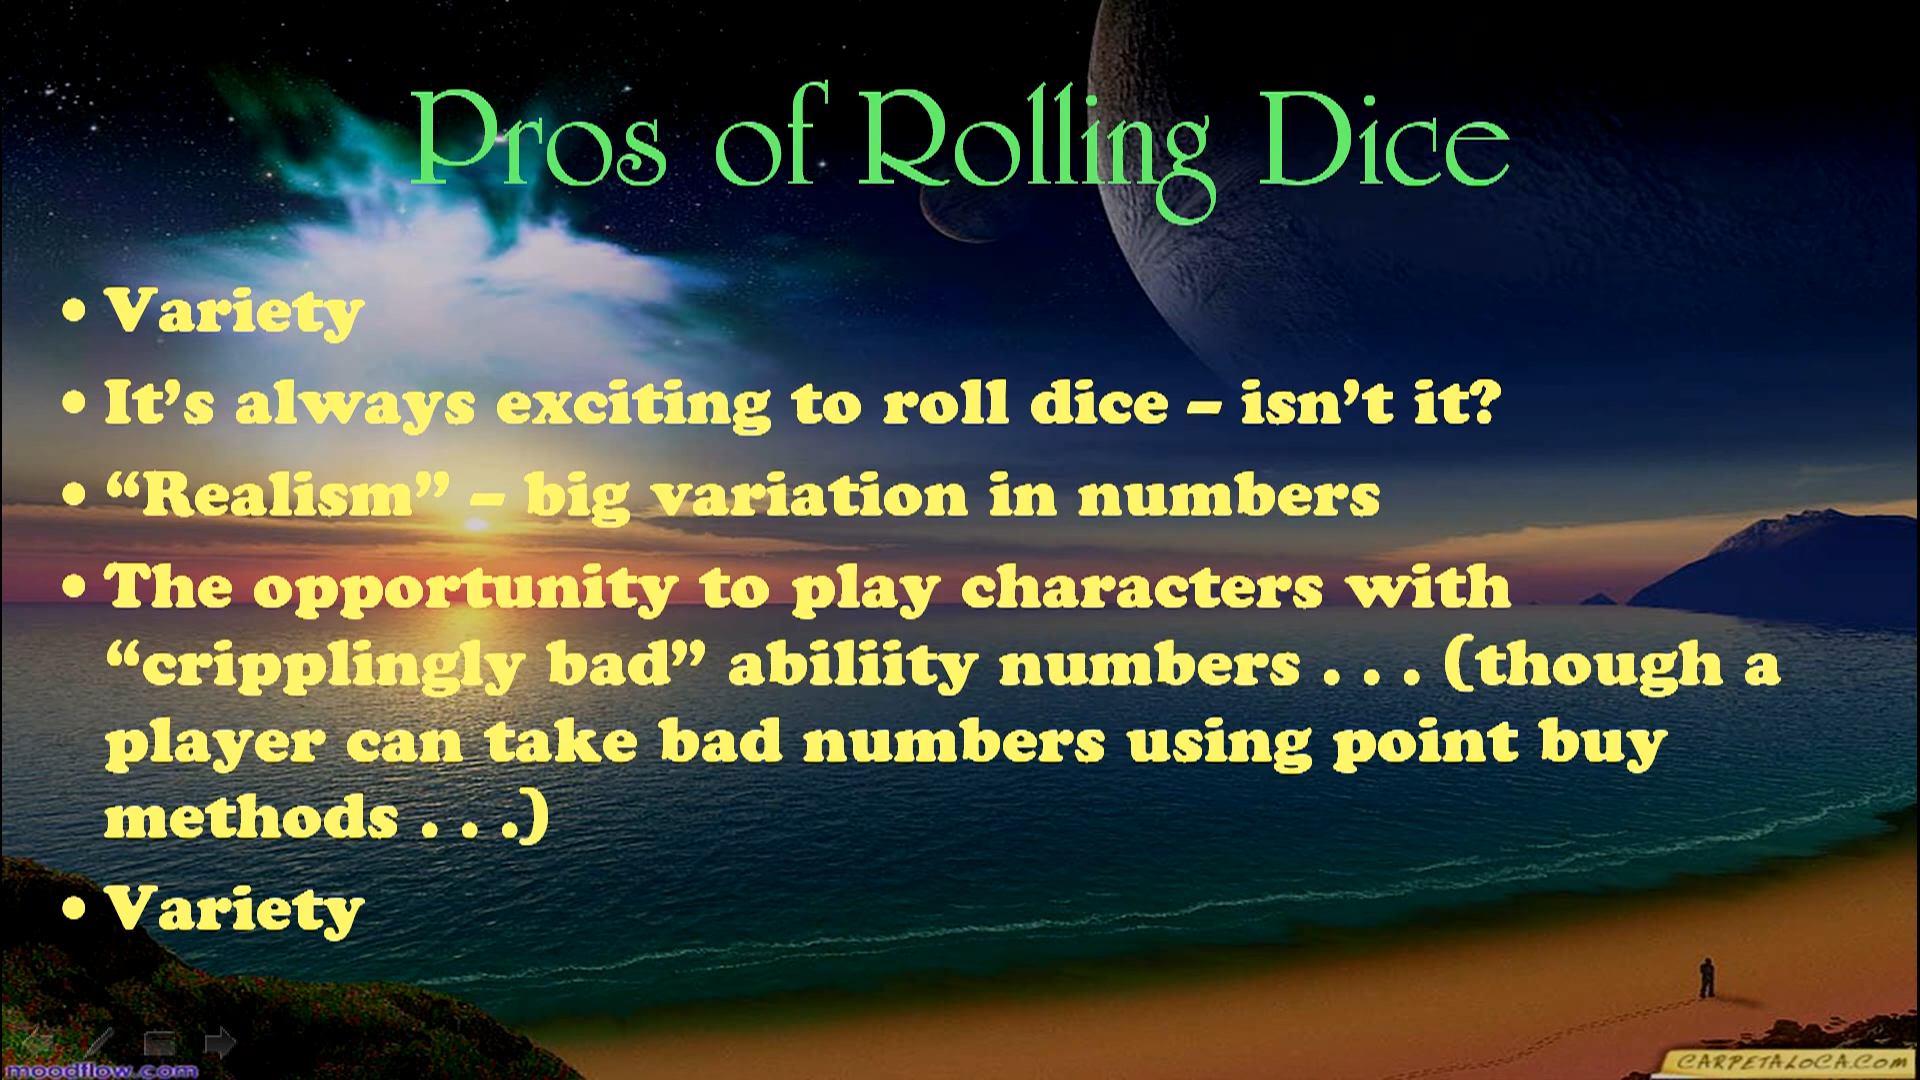 Pros of Rolling Dice
• Variety
• It’s always exciting to roll dice – isn’t it?
• “Realism” – big variation in numbers
• The opportunity to play characters with
“cripplingly bad” abiliity numbers . . . (though a
player can take bad numbers using point buy
methods . . .)
• Variety
moodflow.com
CARPETALOCA.COM